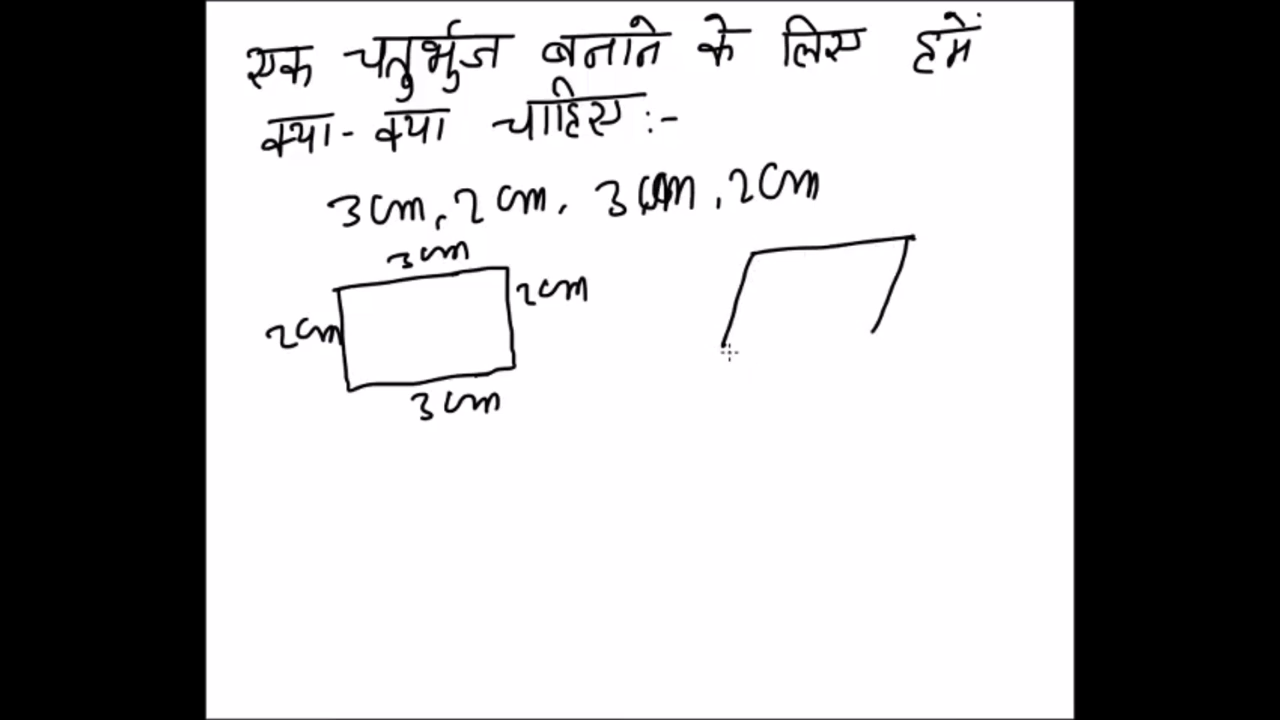 एक चतुर्भुज बनाने के लिए हमें
क्या-क्या चाहिए :-
3cm, 2cm, 3cm, 2cm
3cm
2cm
2cm
3cm